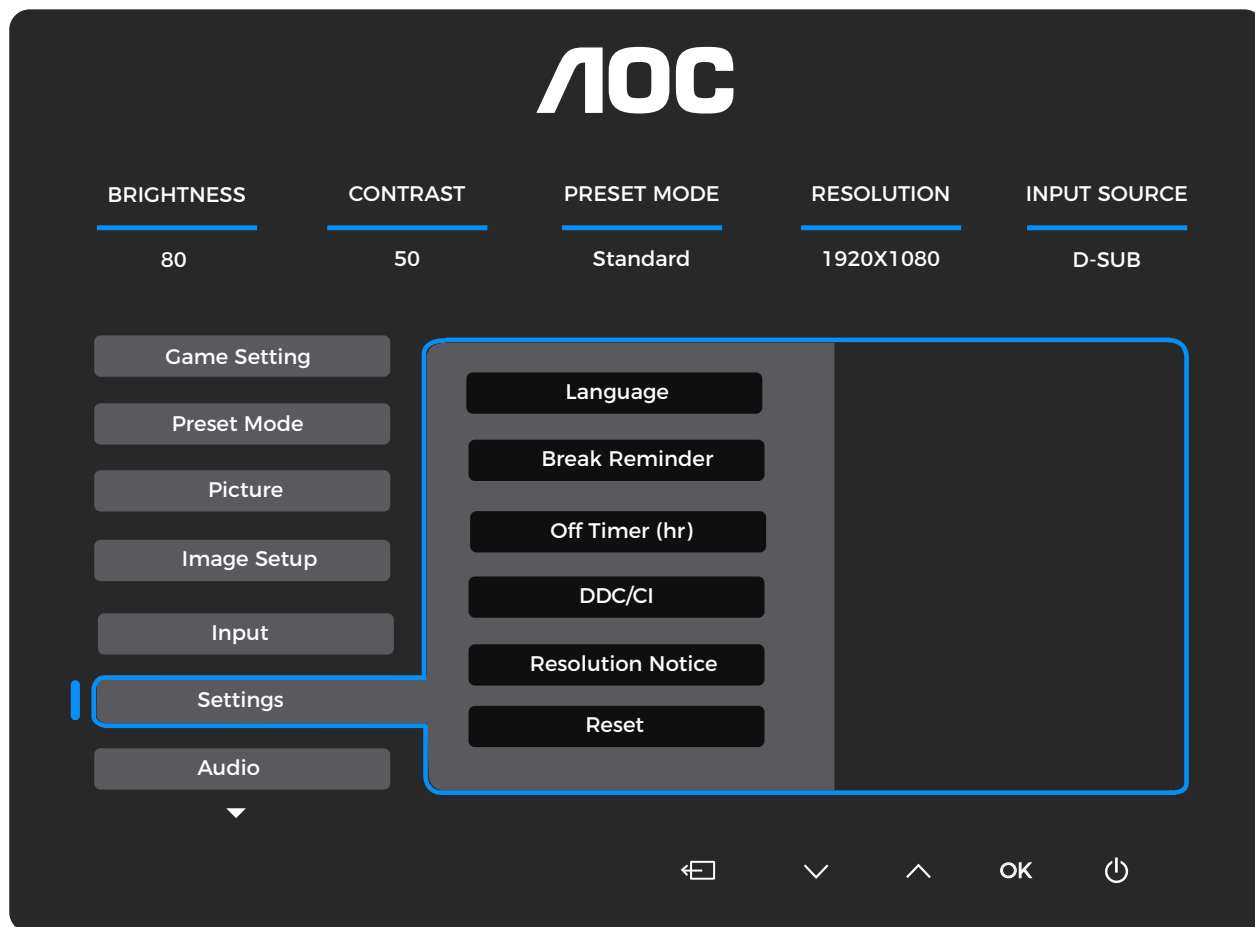 AOC
BRIGHTNESS CONTRAST PRESET MODE RESOLUTION INPUT SOURCE
80 50 Standard 1920X1080 D-SUB
Game Setting
Preset Mode
Picture
Image Setup
Input
Settings
Audio
Language
Break Reminder
Off Timer (hr)
DDC/CI
Resolution Notice
Reset
OK